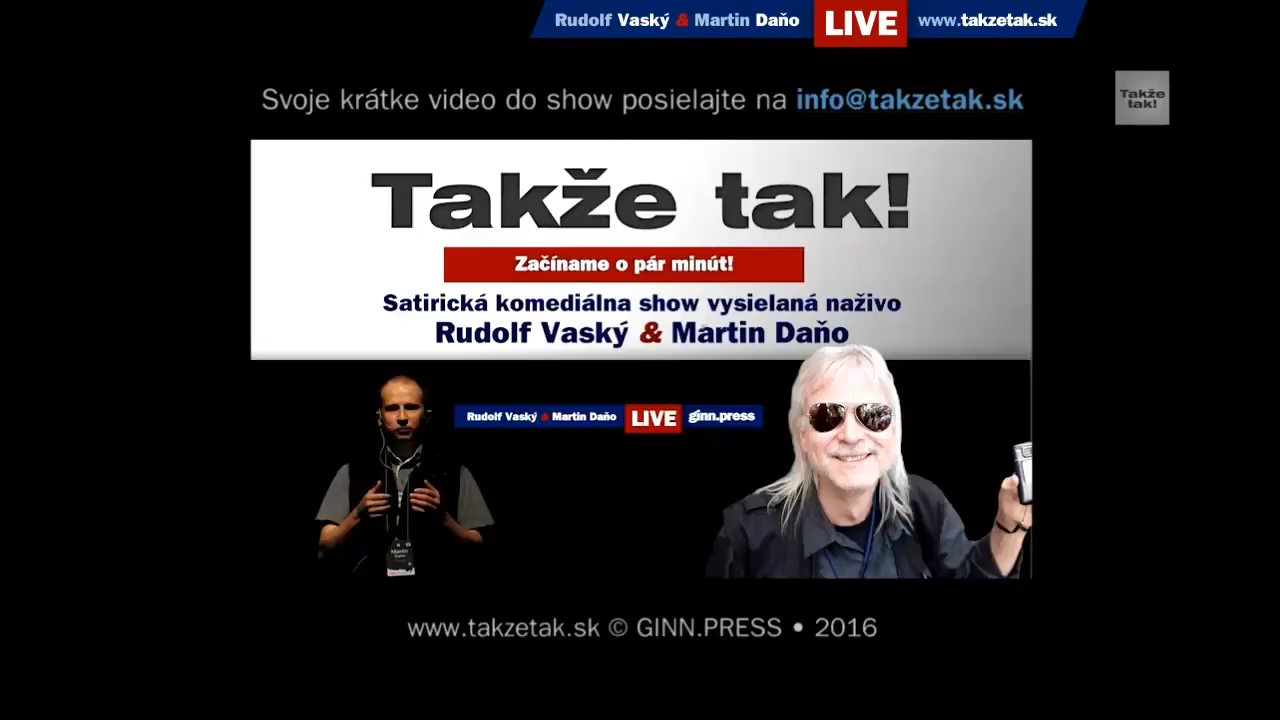 Rudolf Vaský & Martin Daňo LIVE www.takzetak.sk
Svoje krátke video do show posielajte na info@takzetak.sk
Takže
tak!
Takže tak!
Začíname o pár minút!
Satirická komediálna show vysielaná naživo
Rudolf Vaský & Martin Daňo
Rudolf Vaský & Martin Daňo LIVE ginn.press
Martin
www.takzetak.sk © GINN.PRESS • 2016